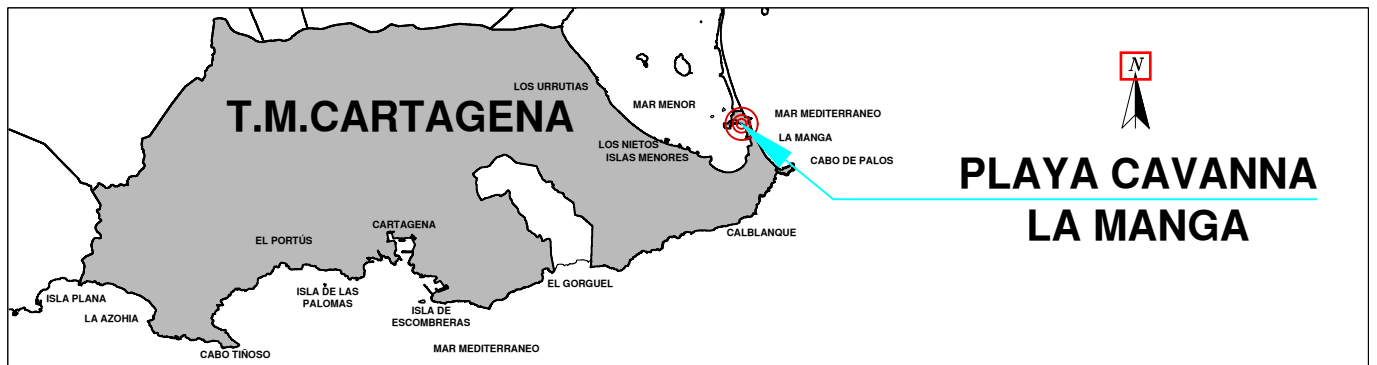 N
LOS URRUTIAS
MAR MENOR
T.M.CARTAGENA
MAR MEDITERRANEO
LA MANGA
LOS NIETOS
ISLAS MENORES
CABO DE PALOS
PLAYA CAVANNA
LA MANGA
CARTAGENA
EL PORTÚS
CALBLANQUE
EL GORGUEL
ISLA PLANA
ISLA DE LAS
PALOMAS
LA AZOHIA
ISLA DE
ESCOMBRERAS
CABO TIÑOSO
MAR MEDITERRANEO